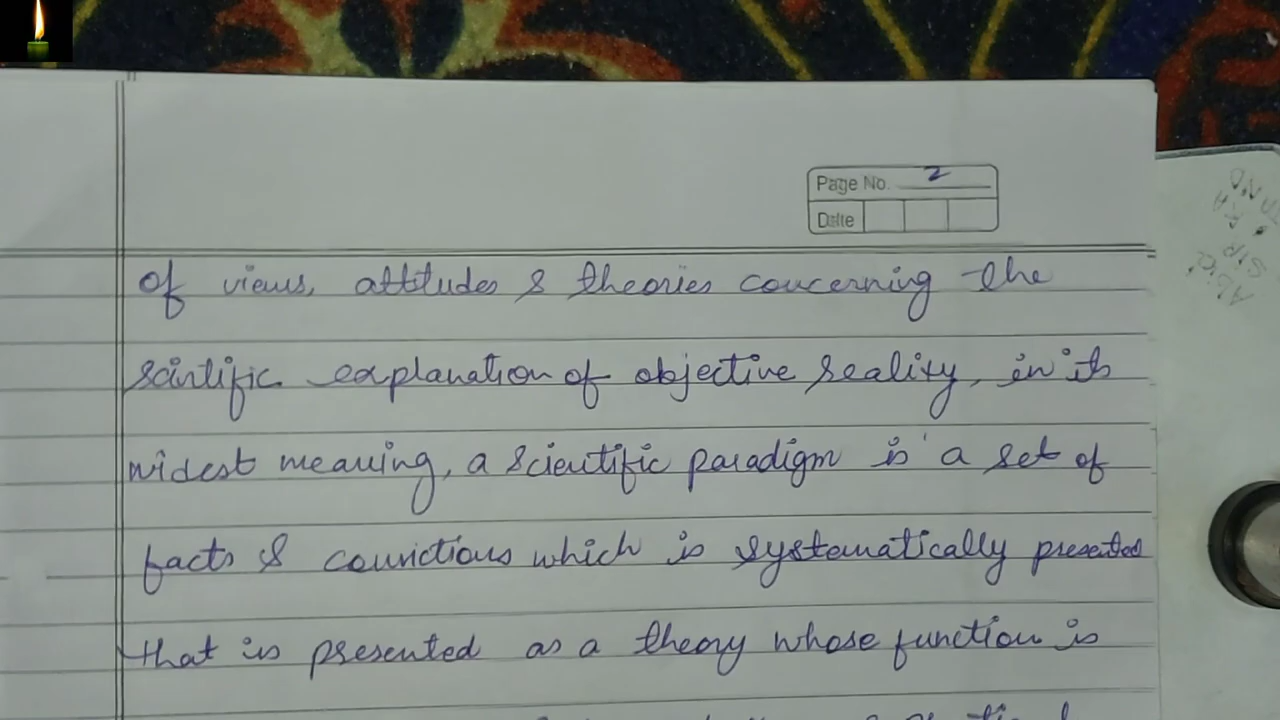 Page No. 2
Date
of views, attitudes & theories concerning the
scintific explanation of objective reality, in its
widest meaning, a scientific paradigm is a set of
facts & convictions which is systematically presented
that is presented as a theory whose function is